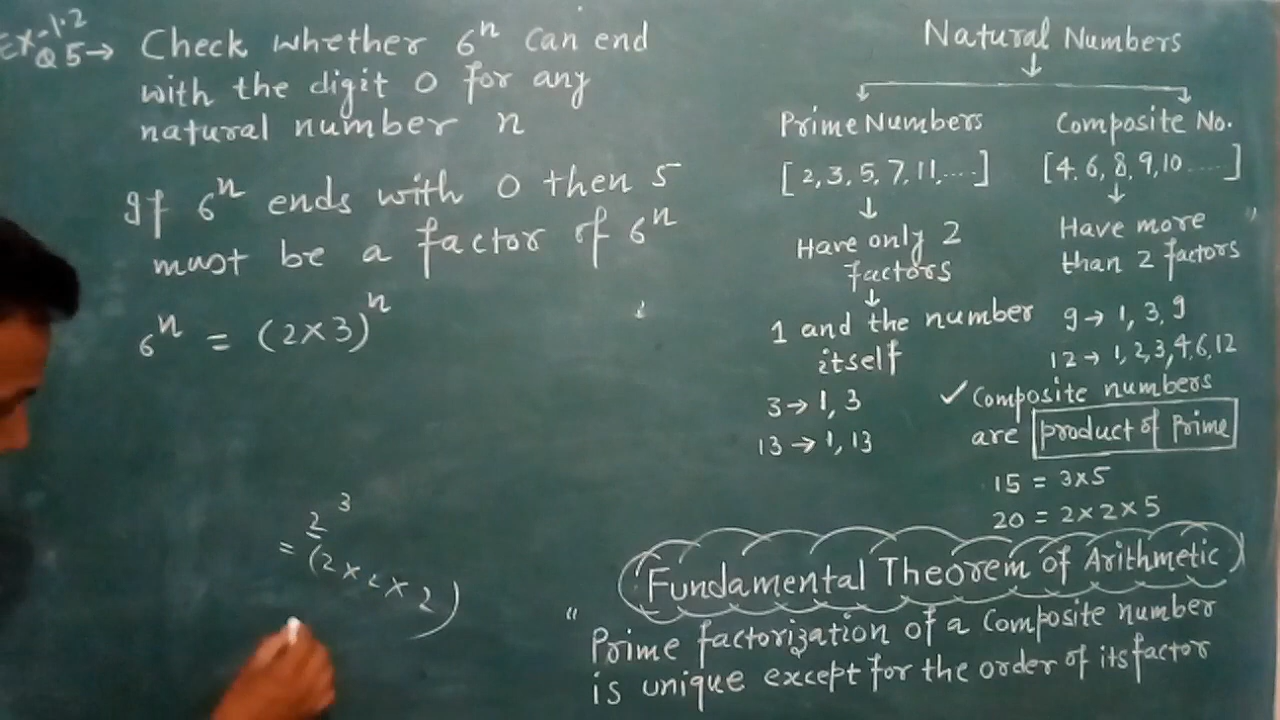 Ex-1.2
Q5→ Check whether 6ⁿ can end
with the digit 0 for any
natural number n
If 6ⁿ ends with 0 then 5
must be a factor of 6ⁿ
6ⁿ = (2×3)ⁿ
2³
= (2×2×2)
Natural Numbers
↓
Prime Numbers
[2, 3, 5, 7, 11, ....]
↓
Have only 2
factors
↓
1 and the number
itself
3→1, 3
13→1, 13
Composite No.
[4, 6, 8, 9, 10 ......]
↓
Have more
than 2 factors
9→1, 3, 9
12→1, 2, 3, 4, 6, 12
✓ Composite numbers
are product of Prime
15 = 3×5
20 = 2×2×5
Fundamental Theorem of Arithmetic
" Prime factorization of a composite number
is unique except for the order of its factor